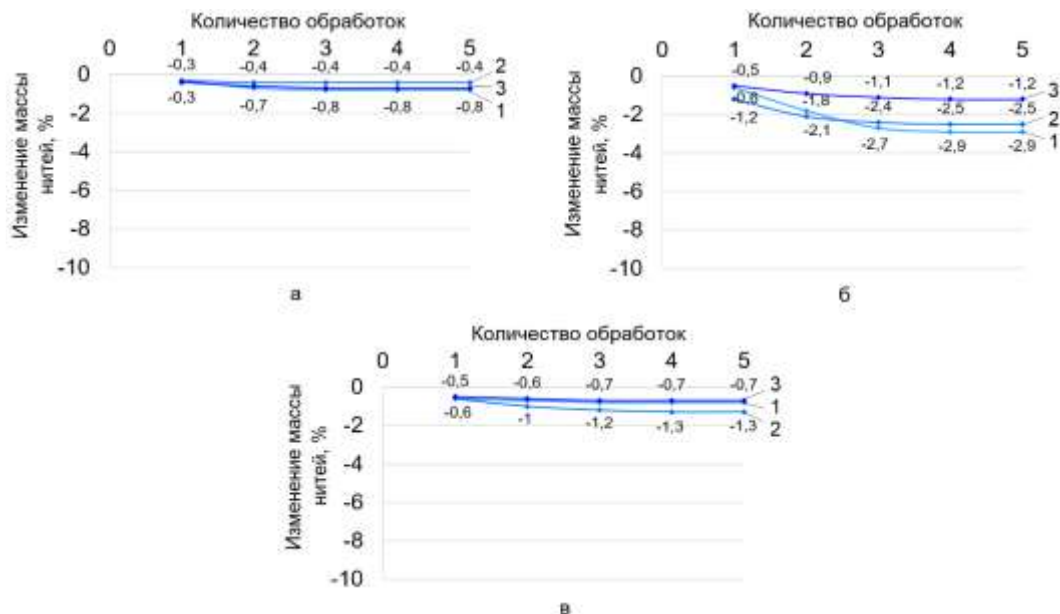 Количество обработок
0 1 2 3 4 5
0 -0,3 -0,4 -0,4 -0,4 -0,4 2
3
-0,3 -0,7 -0,8 -0,8 -0,8 1
-2
-4
-6
-8
-10
Изменение массы
нитей, %
а
Количество обработок
0 1 2 3 4 5
0 -0,5 -0,9 -1,1 -1,2 -1,2
3
-0,6 -1,8 -2,4 -2,5 -2,5
-2 -1,2 -2,1 2
-2,7 -2,9 -2,9 1
-4
-6
-8
-10
Изменение массы
нитей, %
б
Количество обработок
0 1 2 3 4 5
0 -0,5 -0,6 -0,7 -0,7 -0,7 3
1
-0,6 -1 -1,2 -1,3 -1,3 2
-2
-4
-6
-8
-10
Изменение массы
нитей, %
в